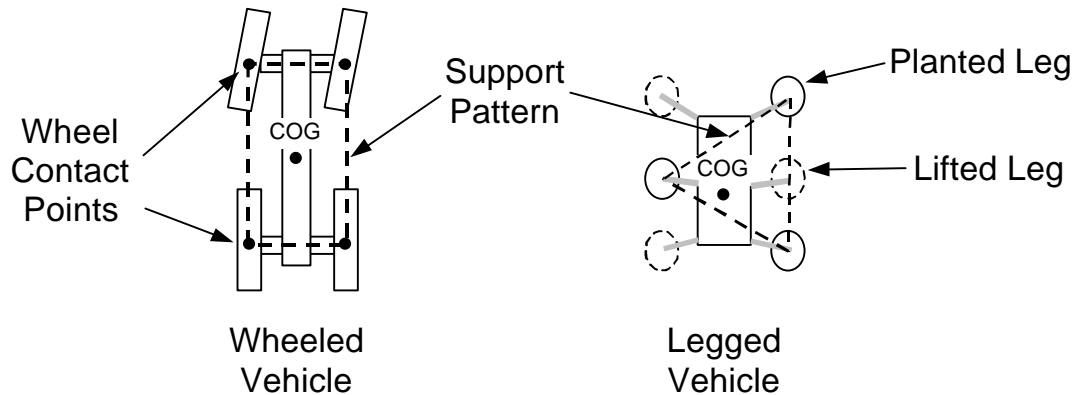 Wheel
Contact
Points
COG
Support
Pattern
COG
Planted Leg
Lifted Leg
Wheeled
Vehicle
Legged
Vehicle